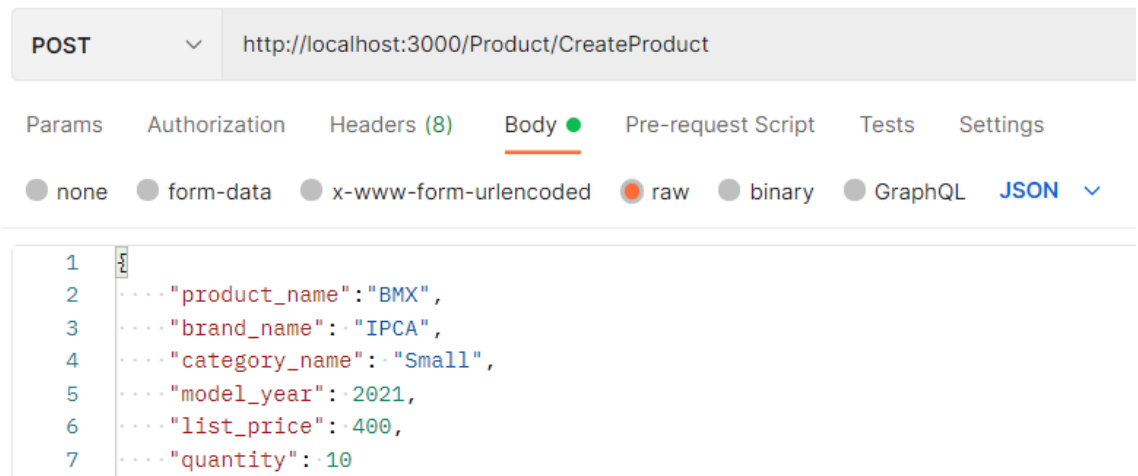 POST http://localhost:3000/Product/CreateProduct
Params Authorization Headers (8) Body Pre-request Script Tests Settings
none form-data x-www-form-urlencoded raw binary GraphQL JSON
1 {
2 "product_name":"BMX",
3 "brand_name": "IPCA",
4 "category_name": "Small",
5 "model_year": 2021,
6 "list_price": 400,
7 "quantity": 10